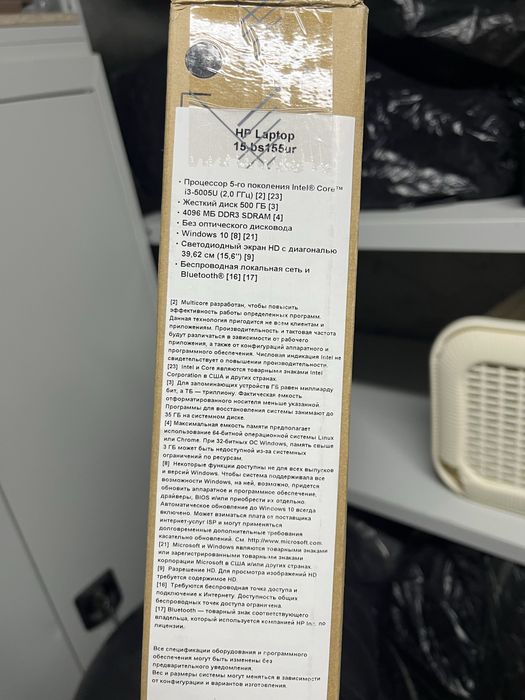 HP Laptop
15-bs155ur
· Процессор 5-го поколения Intel® Core™
i3-5005U (2,0 ГГц) [2] [23]
· Жесткий диск 500 ГБ [3]
· 4096 МБ DDR3 SDRAM [4]
· Без оптического дисковода
· Windows 10 [8] [21]
· Светодиодный экран HD с диагональю
39,62 см (15,6") [9]
· Беспроводная локальная сеть и
Bluetooth® [16] [17]
[2] Multicore разработан, чтобы повысить
эффективность работы определенных программ.
Данная технология пригодится не всем клиентам и
приложениям. Производительность и тактовая частота
будут различаться в зависимости от рабочего
приложения, а также от конфигураций аппаратного и
программного обеспечения. Числовая индикация Intel не
свидетельствует о повышении производительности.
[23] Intel и Core являются товарными знаками Intel
Corporation в США и других странах.
[3] Для запоминающих устройств ГБ равен миллиарду
бит, а ТБ — триллиону. Фактическая емкость
отформатированного носителя меньше указанной.
Программы для восстановления системы занимают до
35 ГБ на системном диске.
[4] Максимальная емкость памяти предполагает
использование 64-битной операционной системы Linux
или Chrome. При 32-битных ОС Windows, память свыше
3 ГБ может быть недоступной из-за системных
ограничений по ресурсам.
[8] Некоторые функции доступны не для всех выпусков
и версий Windows. Чтобы система поддерживала все
возможности Windows, на ней, возможно, придется
обновить аппаратное и программное обеспечение,
драйверы, BIOS и/или приобрести их отдельно.
Автоматическое обновление до Windows 10 всегда
включено. Может взиматься плата от поставщика
интернет-услуг ISP и могут применяться
долговременные дополнительные требования
касательно обновлений. См. http://www.microsoft.com
[21] Microsoft и Windows являются товарными знаками
или зарегистрированными товарными знаками
корпорации Microsoft в США и/или других странах.
[9] Разрешение HD. Для просмотра изображений HD
требуется содержимое HD.
[16] Требуются беспроводная точка доступа и
подключение к Интернету. Доступность общих
беспроводных точек доступа ограничена.
[17] Bluetooth — товарный знак соответствующего
владельца, который используется компанией HP Inc. по
лицензии.
Все спецификации оборудования и программного
обеспечения могут быть изменены без
предварительного уведомления.
Вес и размеры системы могут меняться в зависимости
от конфигурации и вариантов изготовления.